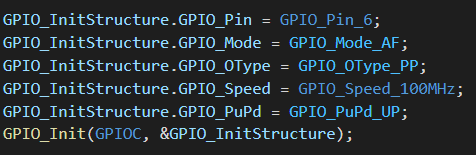 GPIO_InitStructure.GPIO_Pin = GPIO_Pin_6;
GPIO_InitStructure.GPIO_Mode = GPIO_Mode_AF;
GPIO_InitStructure.GPIO_OType = GPIO_OType_PP;
GPIO_InitStructure.GPIO_Speed = GPIO_Speed_100MHz;
GPIO_InitStructure.GPIO_PuPd = GPIO_PuPd_UP;
GPIO_Init(GPIOC, &GPIO_InitStructure);